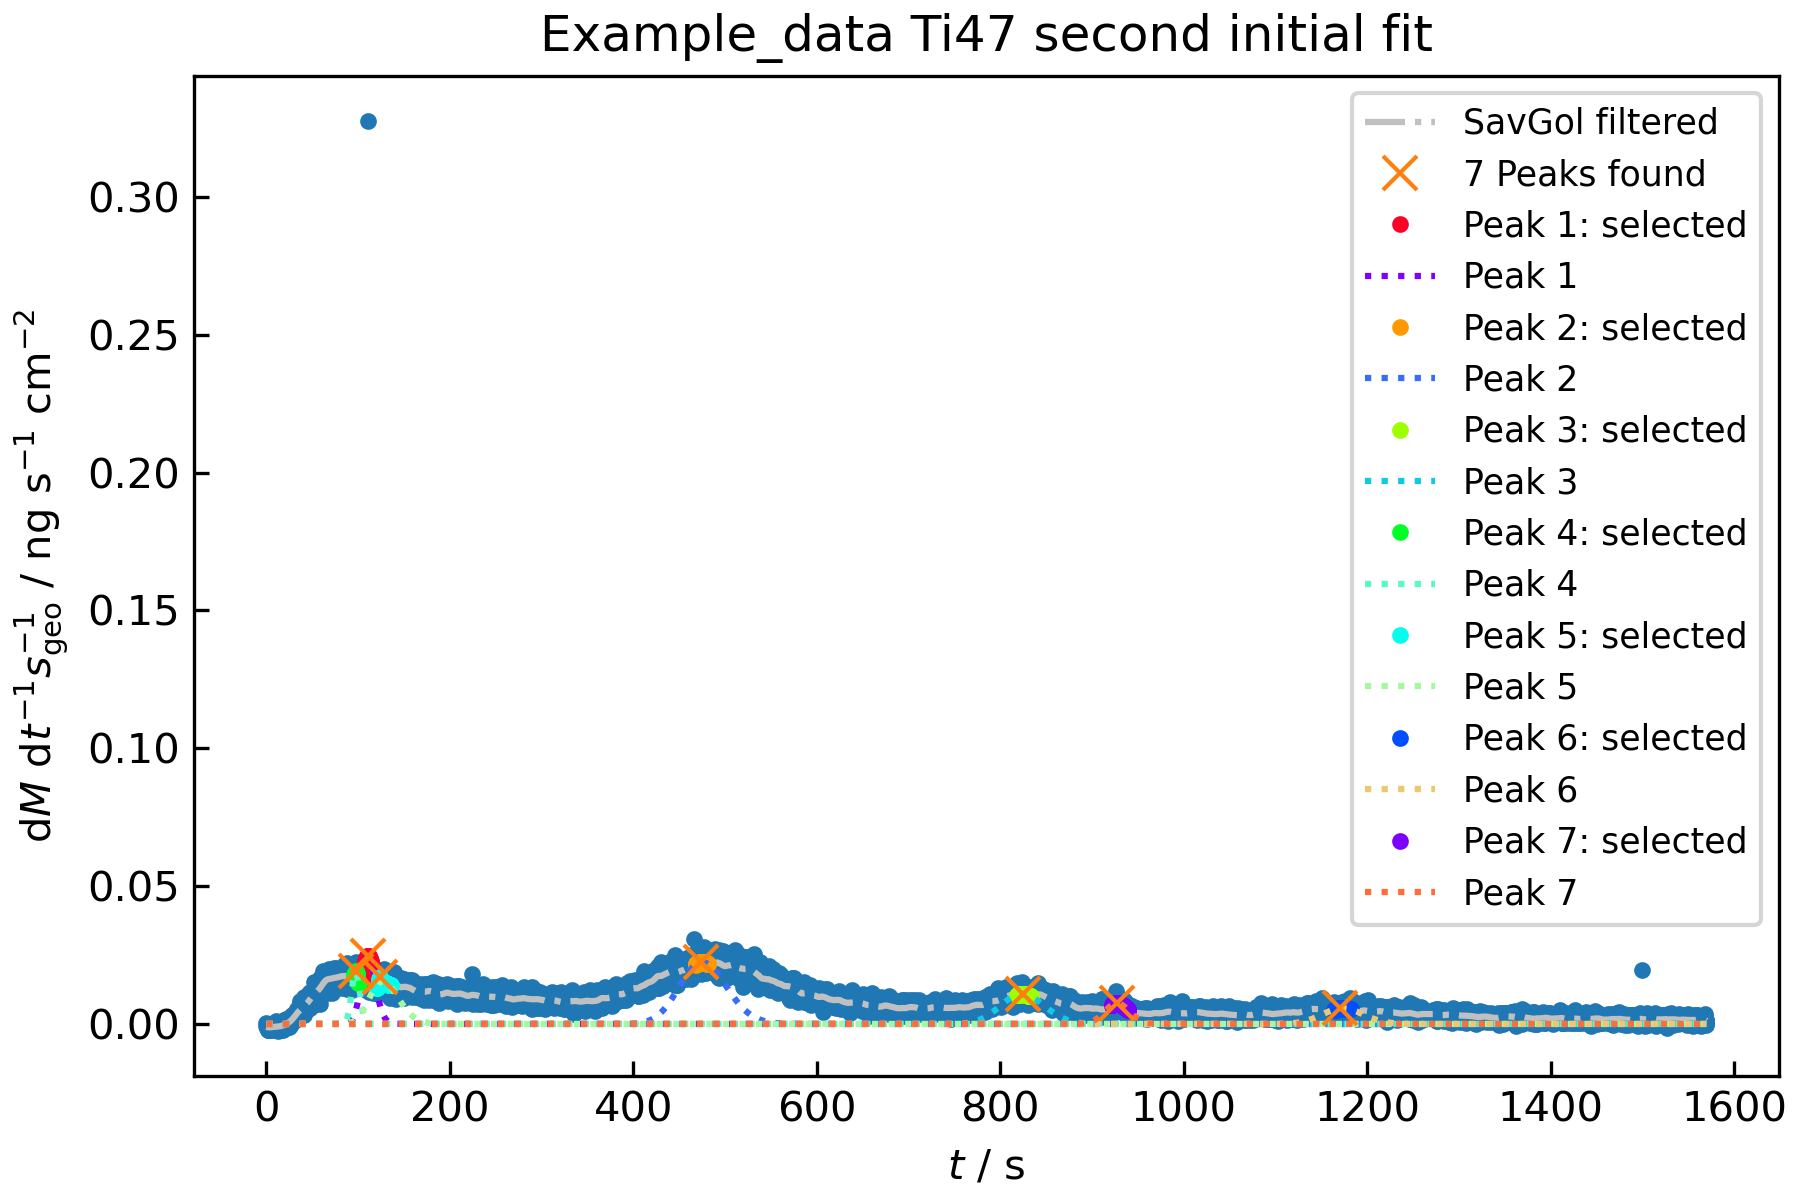 Example_data Ti47 second initial fit
dM dt⁻¹s⁻¹geo / ng s⁻¹ cm⁻²
0.30
0.25
0.20
0.15
0.10
0.05
0.00
SavGol filtered
7 Peaks found
Peak 1: selected
Peak 1
Peak 2: selected
Peak 2
Peak 3: selected
Peak 3
Peak 4: selected
Peak 4
Peak 5: selected
Peak 5
Peak 6: selected
Peak 6
Peak 7: selected
Peak 7
0 200 400 600 800 1000 1200 1400 1600
t / s